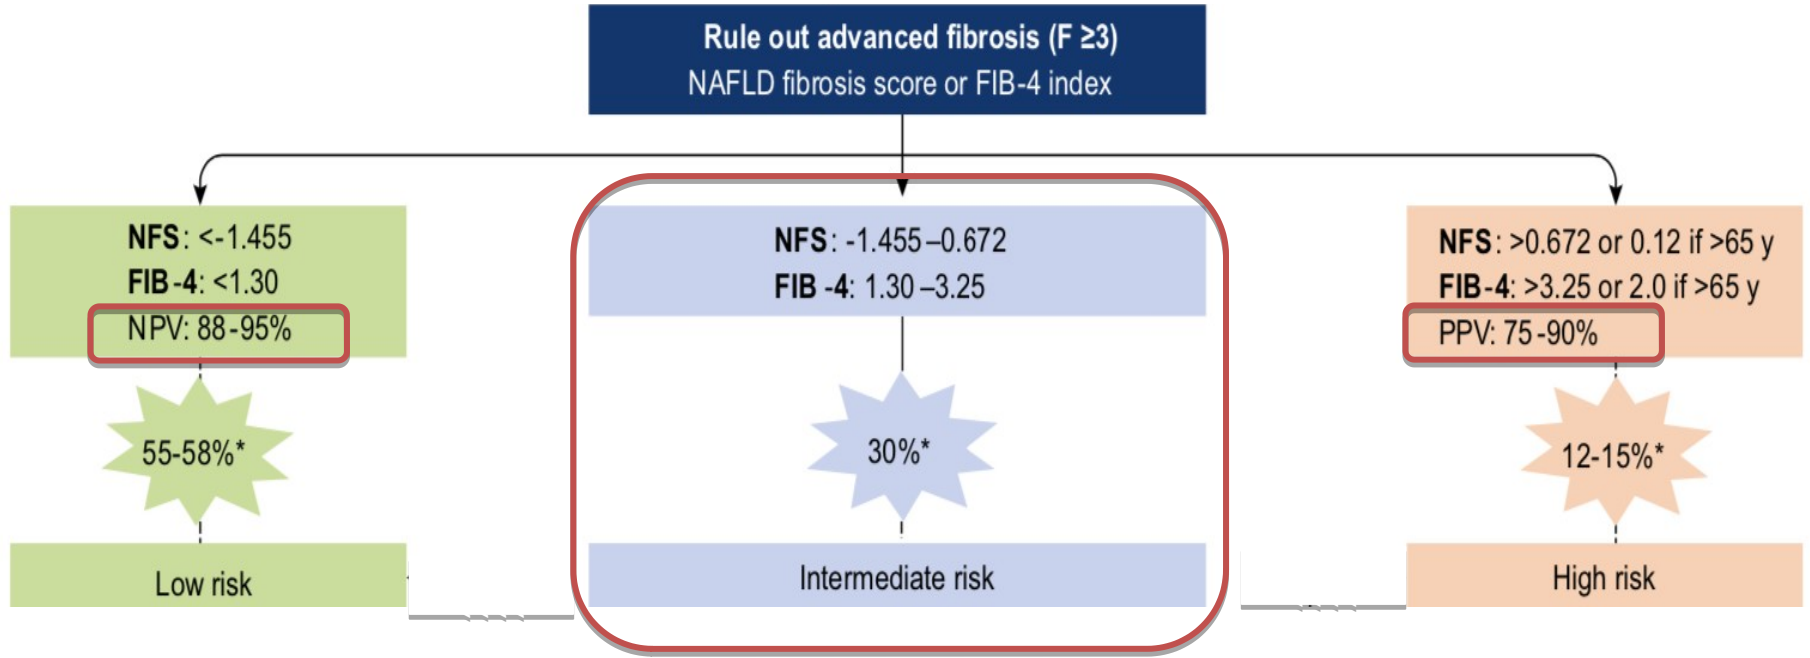 Rule out advanced fibrosis (F ≥3)
NAFLD fibrosis score or FIB-4 index
NFS: <-1.455
FIB-4: <1.30
NPV: 88-95%
55-58%*
Low risk
NFS: -1.455–0.672
FIB -4: 1.30–3.25
30%*
Intermediate risk
NFS: >0.672 or 0.12 if >65 y
FIB-4: >3.25 or 2.0 if >65 y
PPV: 75-90%
12-15%*
High risk